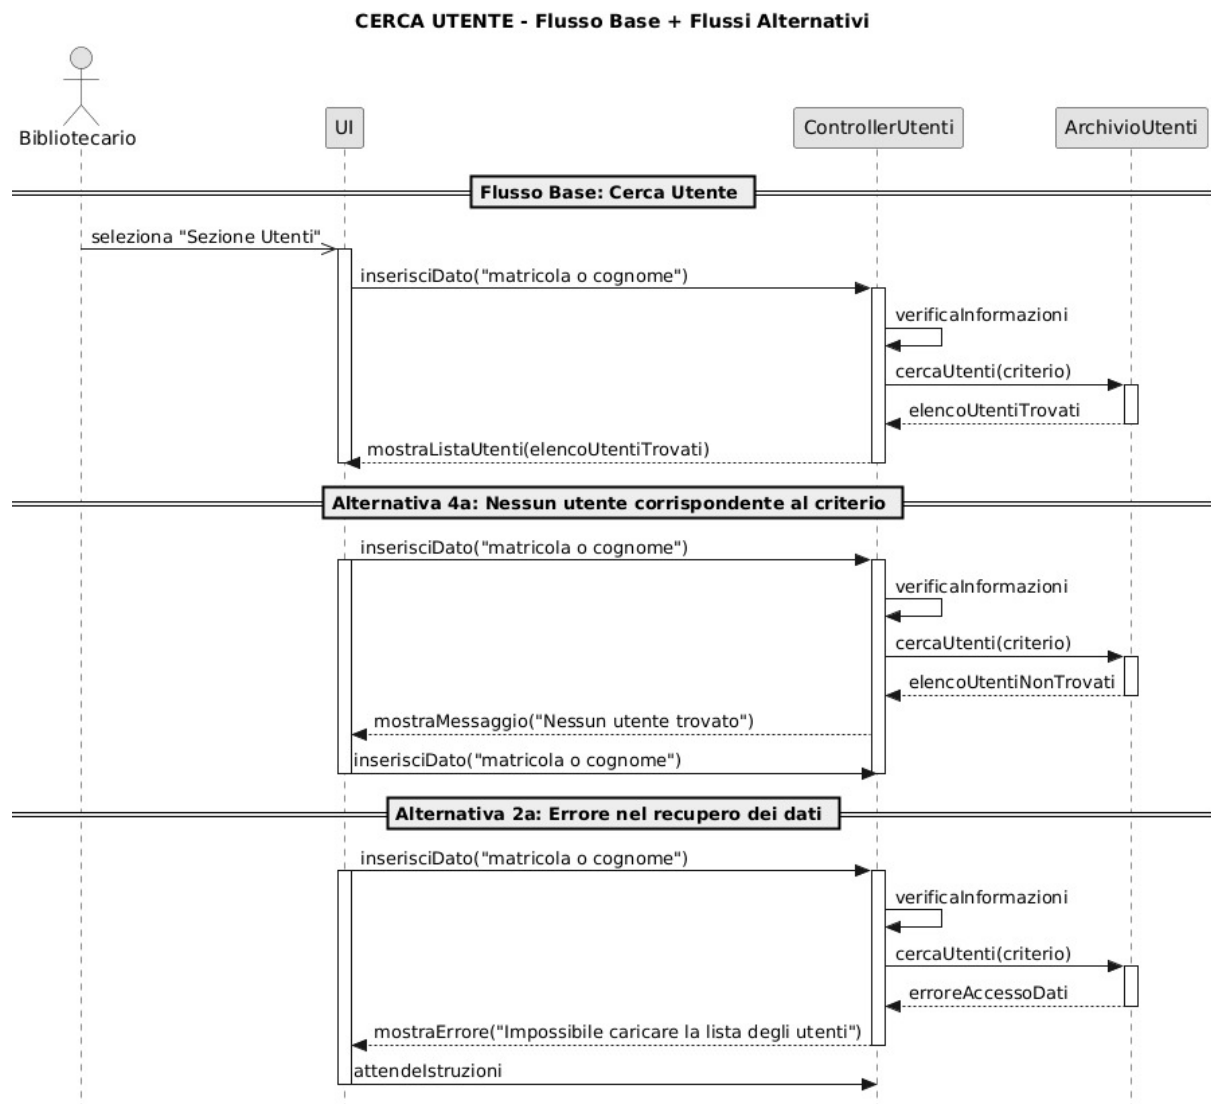 CERCA UTENTE - Flusso Base + Flussi Alternativi
Bibliotecario
UI
ControllerUtenti
ArchivioUtenti
Flusso Base: Cerca Utente
seleziona "Sezione Utenti"
inserisciDato("matricola o cognome")
verificaInformazioni
cercaUtenti(criterio)
elencoUtentiTrovati
mostraListaUtenti(elencoUtentiTrovati)
Alternativa 4a: Nessun utente corrispondente al criterio
inserisciDato("matricola o cognome")
verificaInformazioni
cercaUtenti(criterio)
elencoUtentiNonTrovati
mostraMessaggio("Nessun utente trovato")
inserisciDato("matricola o cognome")
Alternativa 2a: Errore nel recupero dei dati
inserisciDato("matricola o cognome")
verificaInformazioni
cercaUtenti(criterio)
erroreAccessoDati
mostraErrore("Impossibile caricare la lista degli utenti")
attendeIstruzioni